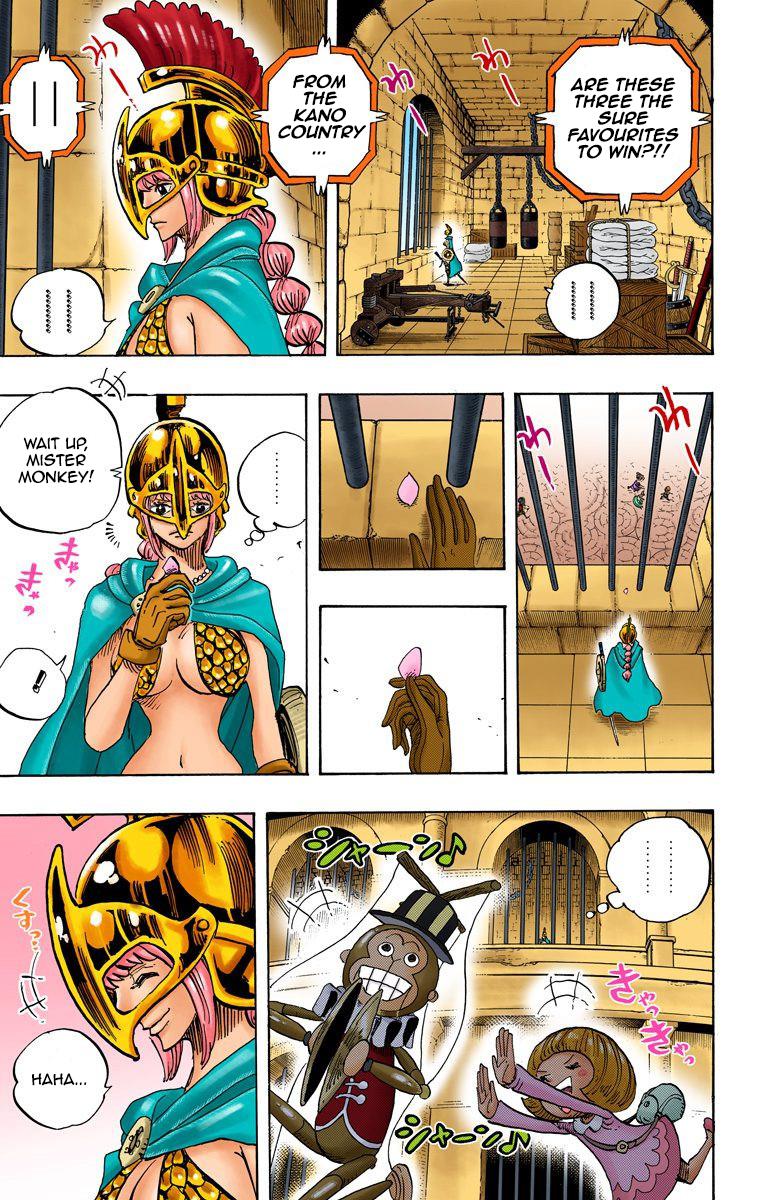 ARE THESE
THREE THE
SURE
FAVOURITES
TO WIN?!!
わー
わー
!!
FROM
THE
KANO
COUNTRY
...
わー
!!
わー
わー
WAIT UP,
MISTER
MONKEY!
きゃっ
きゃっ
シャーン♪
シャーン♪
きゃっ
きゃっ
くすっ…
HAHA...